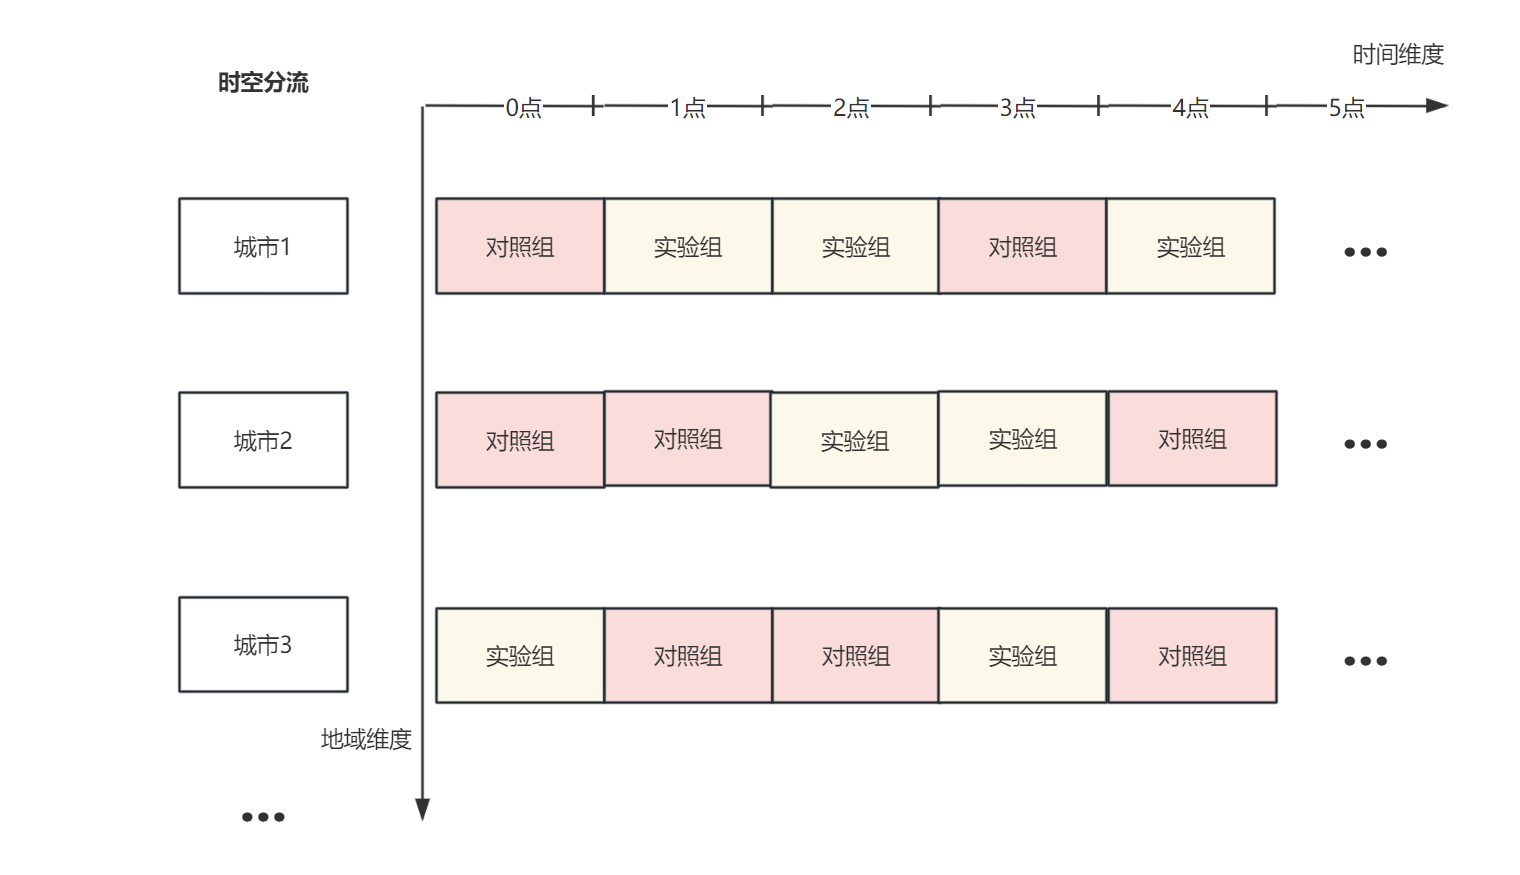 时间维度
时空分流
0点 1点 2点 3点 4点 5点
城市1 对照组 实验组 实验组 对照组 实验组
城市2 对照组 对照组 实验组 实验组 对照组
城市3 实验组 对照组 对照组 实验组 对照组
地域维度